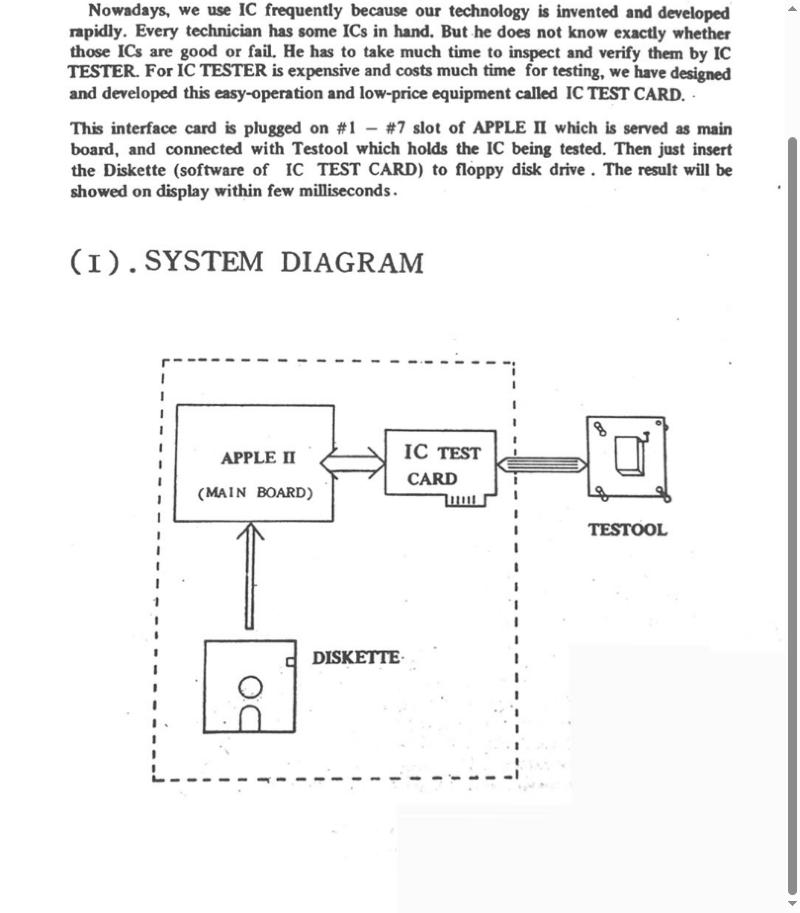 Nowadays, we use IC frequently because our technology is invented and developed
rapidly. Every technician has some ICs in hand. But he does not know exactly whether
those ICs are good or fail. He has to take much time to inspect and verify them by IC
TESTER. For IC TESTER is expensive and costs much time for testing, we have designed
and developed this easy-operation and low-price equipment called IC TEST CARD.
This interface card is plugged on #1 – #7 slot of APPLE II which is served as main
board, and connected with Testool which holds the IC being tested. Then just insert
the Diskette (software of IC TEST CARD) to floppy disk drive. The result will be
showed on display within few milliseconds.
(I). SYSTEM DIAGRAM
APPLE II
(MAIN BOARD)
IC TEST
CARD
TESTOOL
DISKETTE